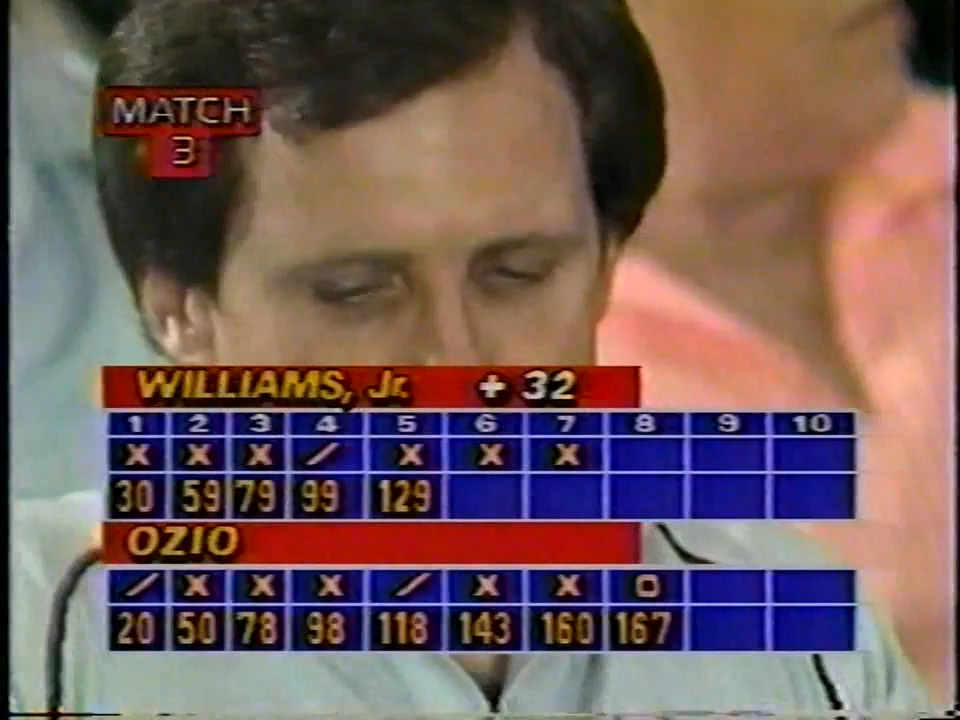 MATCH
3
WILLIAMS, Jr. + 32
1 2 3 4 5 6 7 8 9 10
X X X / X X X
30 59 79 99 129
OZIO
/ X X X / X X O
20 50 78 98 118 143 160 167